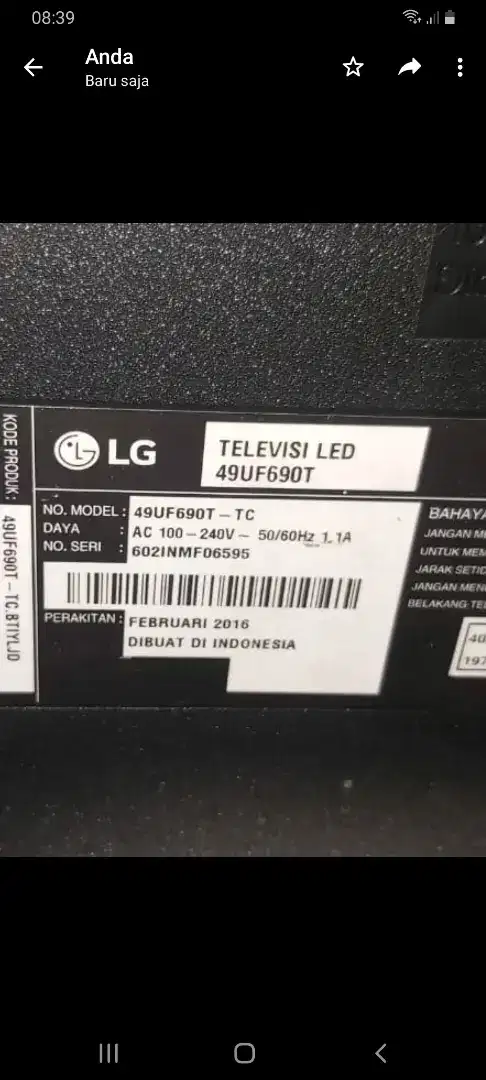 08:39
Anda
Baru saja
LG
TELEVISI LED
49UF690T
KODE PRODUK:
49UF690T-TC.BTIYLJD
NO. MODEL : 49UF690T-TC
DAYA : AC 100-240V~ 50/60Hz 1.1A
NO. SERI : 602INMF06595
PERAKITAN : FEBRUARI 2016
DIBUAT DI INDONESIA
BAHAYA
JANGAN ME
UNTUK MEM
JARAK SETID
JANGAN MEN
BELAKANG TE
197